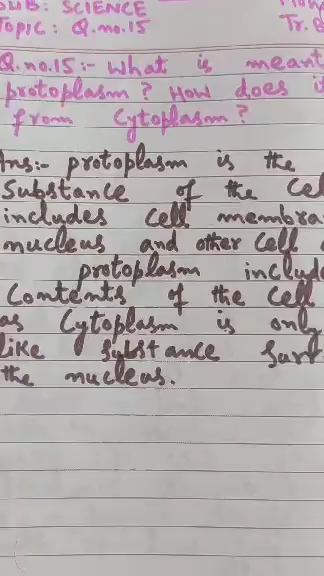 SUB: SCIENCE
TOPIC: Q.no.15
Tr.
Q.no.15:- What is meant
protoplasm? How does i
from Cytoplasm?
Ans:- protoplasm is the
Substance of the Cel
includes Cell membra
nucleus and other Cell
protoplasm includ
Contents of the Cell
as Cytoplasm is only
like Substance Surr
the nucleus.